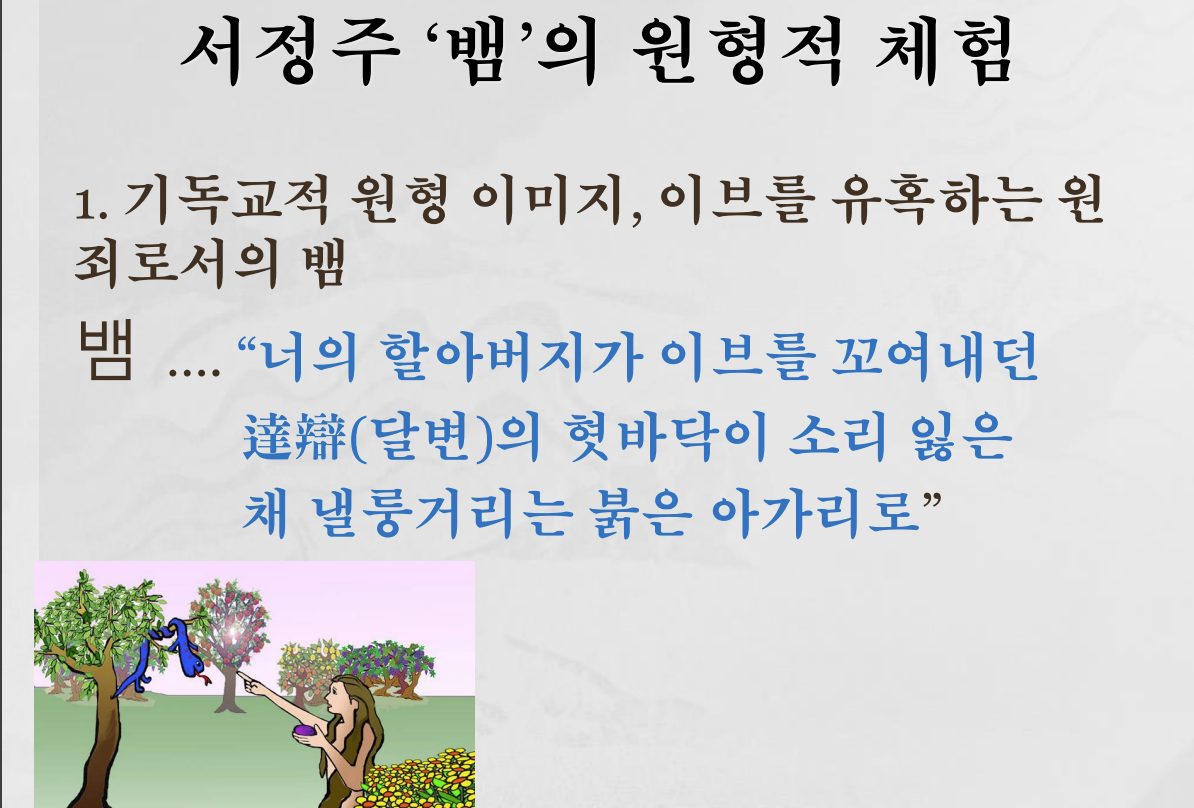 서정주 ‘뱀’의 원형적 체험
1. 기독교적 원형 이미지, 이브를 유혹하는 원
죄로서의 뱀
뱀 .... “너의 할아버지가 이브를 꼬여내던
達辯(달변)의 혓바닥이 소리 잃은
채 낼룽거리는 붉은 아가리로”